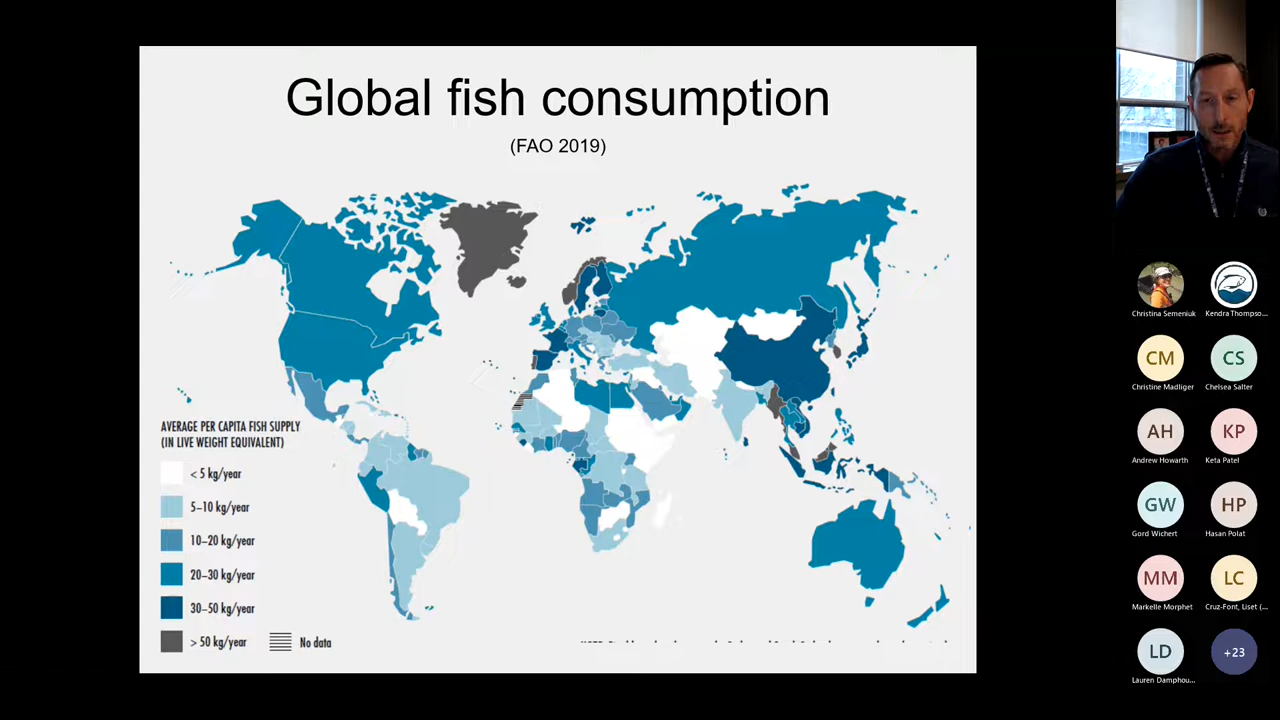 Global fish consumption
(FAO 2019)
AVERAGE PER CAPITA FISH SUPPLY
(IN LIVE WEIGHT EQUIVALENT)
< 5 kg/year
5–10 kg/year
10–20 kg/year
20–30 kg/year
30–50 kg/year
> 50 kg/year
No data
Christina Semeniuk
Kendra Thompso...
CM
CS
Christine Madliger
Chelsea Salter
AH
KP
Andrew Howarth
Keta Patel
GW
HP
Gord Wichert
Hasan Polat
MM
LC
Markelle Morphet
Cruz-Font, Liset (...
LD
+23
Lauren Damphou...